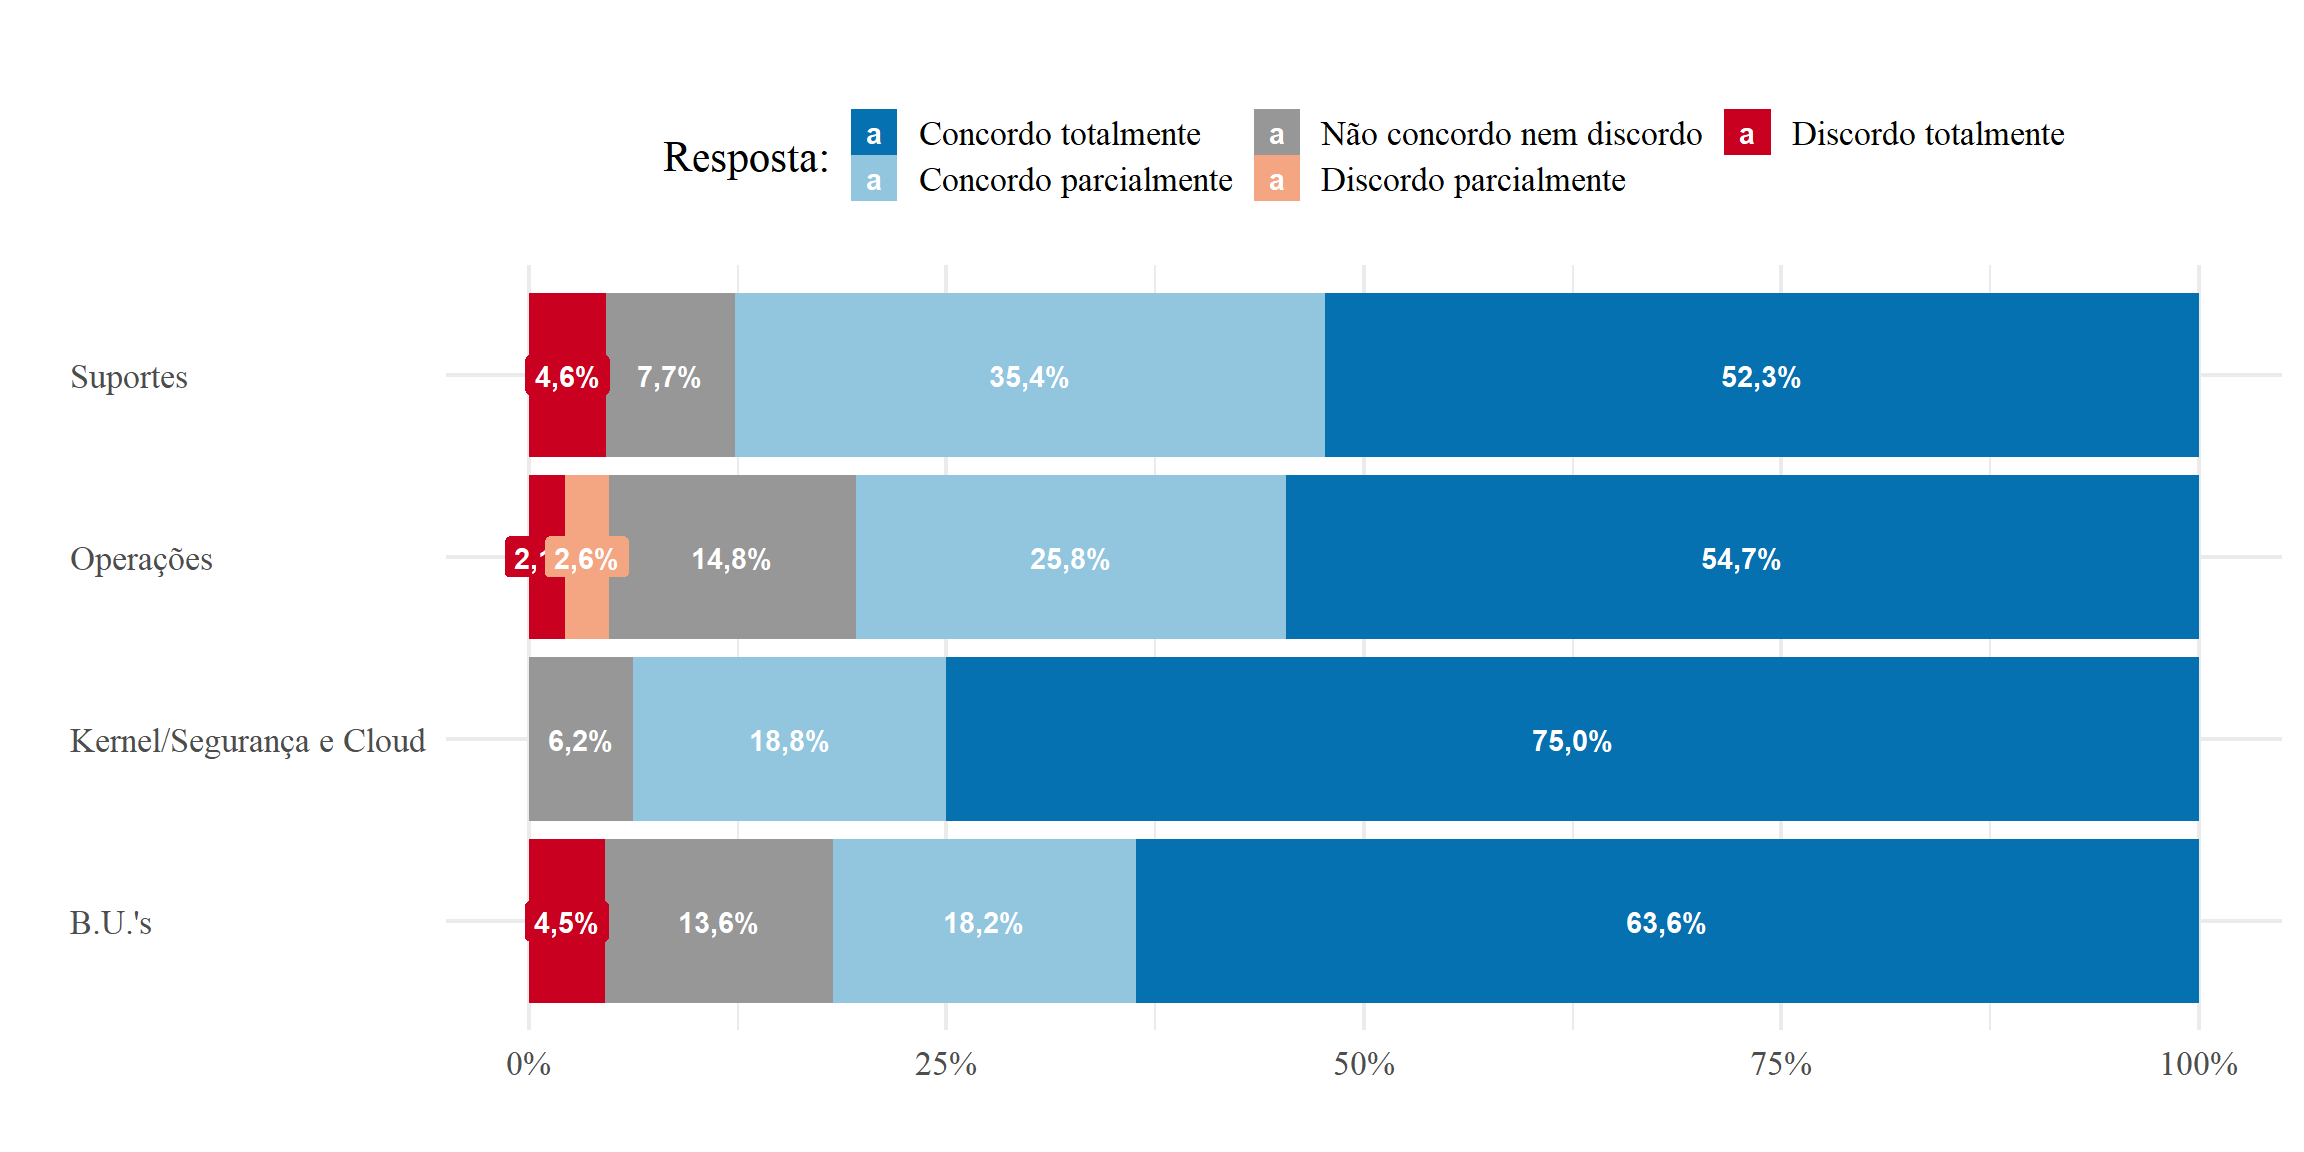 Resposta:
a Concordo totalmente
a Concordo parcialmente
a Não concordo nem discordo
a Discordo parcialmente
a Discordo totalmente
Suportes
4,6% 7,7% 35,4% 52,3%
Operações
2,6% 14,8% 25,8% 54,7%
Kernel/Segurança e Cloud
6,2% 18,8% 75,0%
B.U.'s
4,5% 13,6% 18,2% 63,6%
0% 25% 50% 75% 100%